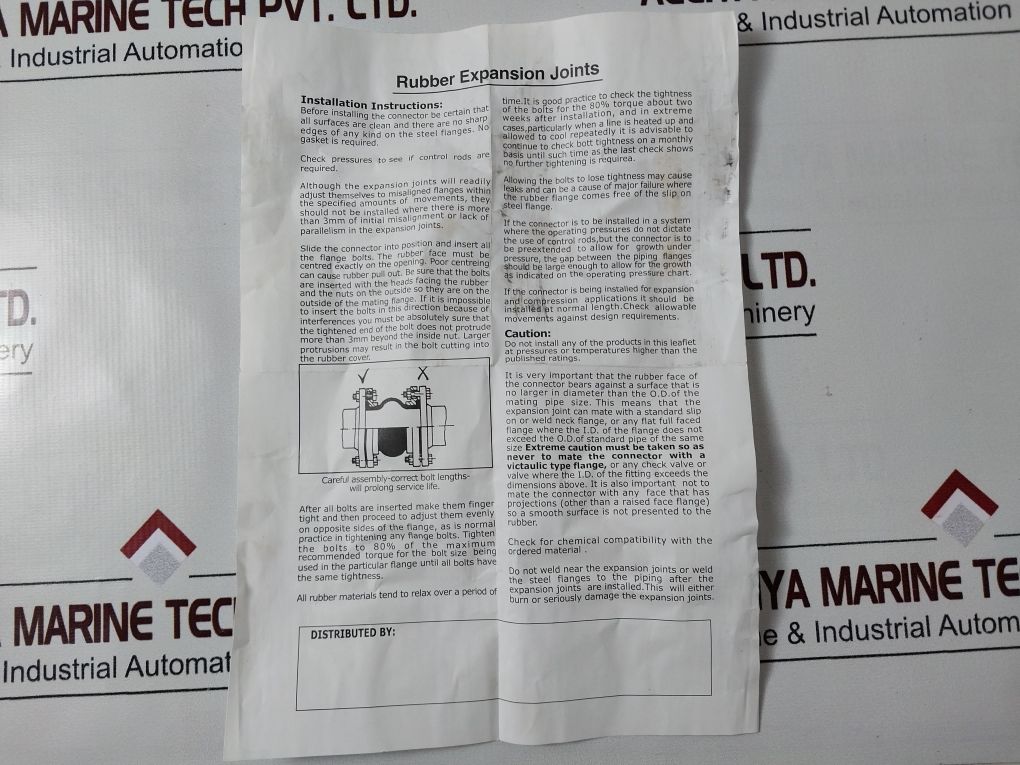 A MARINE TECH PVT. LTD.
Industrial Automatio
& Industrial Automation
Rubber Expansion Joints
Installation Instructions:
Before installing the connector be certain that
all surfaces are clean and there are no sharp
edges of any kind on the steel flanges. No
gasket is required.
Check pressures to see if control rods are
required.
Although the expansion joints will readily
adjust themselves to misaligned flanges within
the specified amounts of movements, they
should not be installed where there is more
than 3mm of initial misalignment or lack of
parallelism in the expansion joints.
Slide the connector into position and insert all
the flange bolts. The rubber face must be
centred exactly on the opening. Poor centreing
can cause rubber pull out. Be sure that the bolts
are inserted with the heads facing the rubber
and the nuts on the outside so they are on the
outside of the mating flange. If it is impossible
to insert the bolts in this direction because of
interferences you must be absolutely sure that
the tightened end of the bolt does not protrude
more than 3mm beyond the inside nut. Larger
protrusions may result in the bolt cutting into
the rubber cover.
✓ X
Careful assembly-correct bolt lengths-
will prolong service life.
After all bolts are inserted make them finger
tight and then proceed to adjust them evenly
on opposite sides of the flange, as is normal
practice in tightening any flange bolts. Tighten
the bolts to 80% of the maximum
recommended torque for the bolt size being
used in the particular flange until all bolts have
the same tightness.
All rubber materials tend to relax over a period of
time.It is good practice to check the tightness
of the bolts for the 80% torque about two
weeks after installation, and in extreme
cases,particularly when a line is heated up and
allowed to cool repeatedly it is advisable to
continue to check bott tightness on a monthly
basis until such time as the last check shows
no further tightening is requirea.
Allowing the bolts to lose tightness may cause
leaks and can be a cause of major failure where
the rubber flange comes free of the slip on
steel flange.
If the connector is to be installed in a system
where the operating pressures do not dictate
the use of control rods,but the connector is to
be preextended to allow for growth under
pressure, the gap between the piping flanges
should be large enough to allow for the growth
as indicated on the operating pressure chart.
If the connector is being installed for expansion
and compression applications it should be
installed at normal length.Check allowable
movements against design requirements.
Caution:
Do not install any of the products in this leaflet
at pressures or temperatures higher than the
published ratings.
It is very important that the rubber face of
the connector bears against a surface that is
no larger in diameter than the O.D.of the
mating pipe size. This means that the
expansion joint can mate with a standard slip
on or weld neck flange, or any flat full faced
flange where the I.D. of the flange does not
exceed the O.D.of standard pipe of the same
size Extreme caution must be taken so as
never to mate the connector with a
victaulic type flange, or any check valve or
valve where the I.D. of the fitting exceeds the
dimensions above. It is also important not to
mate the connector with any face that has
projections (other than a raised face flange)
so a smooth surface is not presented to the
rubber.
Check for chemical compatibility with the
ordered material .
Do not weld near the expansion joints or weld
the steel flanges to the piping after the
expansion joints are installed.This will either
burn or seriously damage the expansion joints.
DISTRIBUTED BY:
TD.
ery
LTD.
hinery
A MARINE TEC
Industrial Automat
YA MARINE TE
e & Industrial Autom